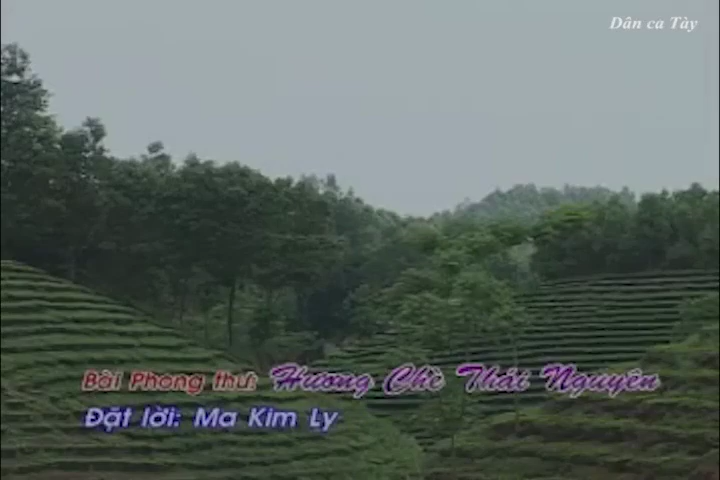 Dân ca Tày
Bài Phong thư: Hương Chè Thái Nguyên
Đặt lời: Ma Kim Ly